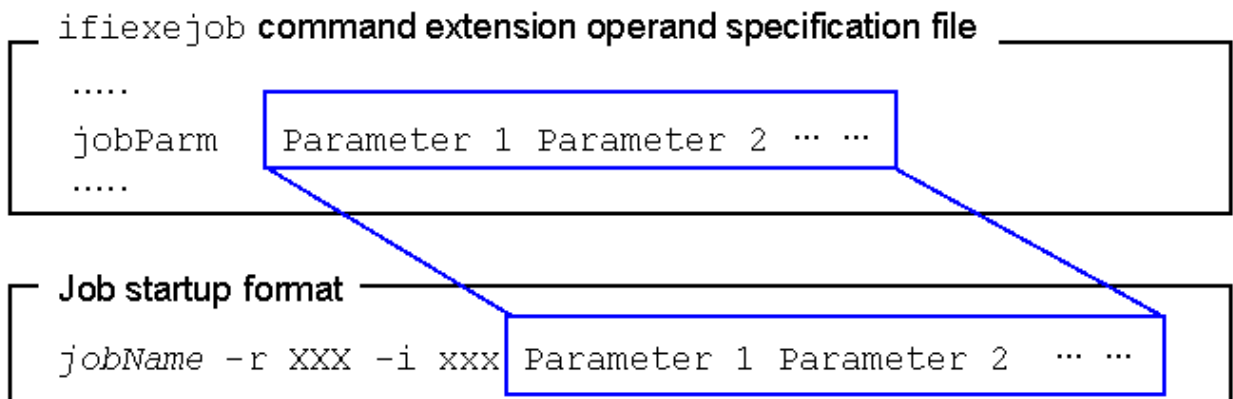 ifiexejob command extension operand specification file
.....
jobParm Parameter 1 Parameter 2 … …
.....
Job startup format
jobName -r XXX -i xxx Parameter 1 Parameter 2 … …